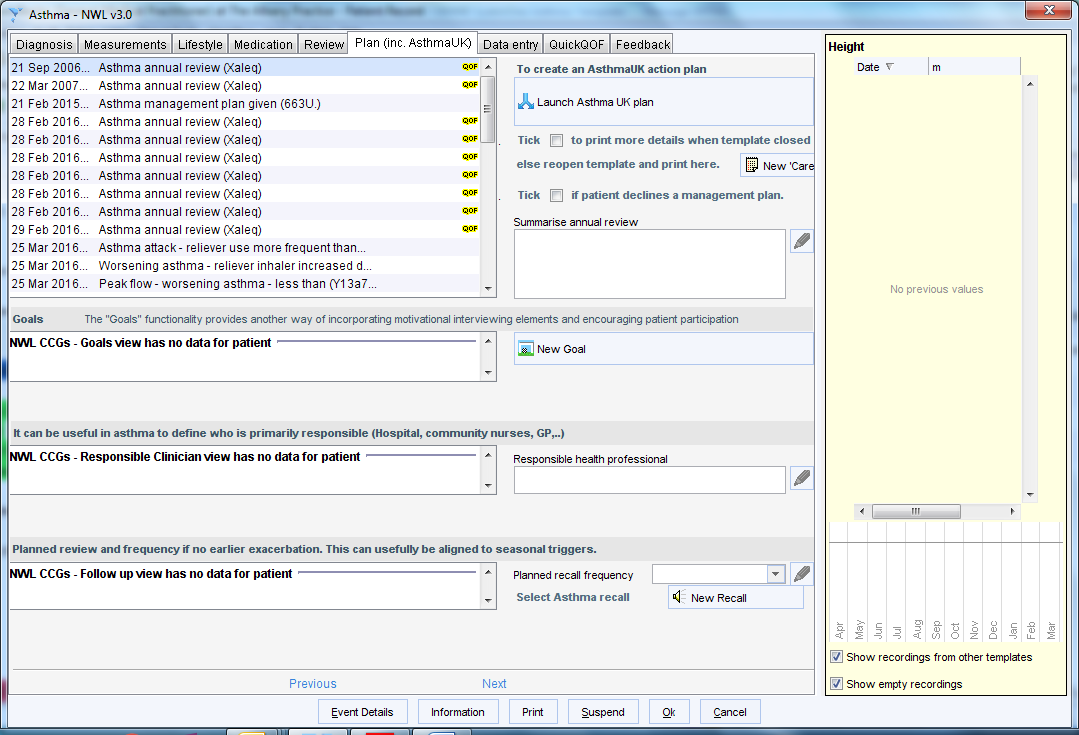 Asthma - NWL v3.0
Diagnosis Measurements Lifestyle Medication Review Plan (inc. AsthmaUK) Data entry QuickQOF Feedback
21 Sep 2006... Asthma annual review (Xaleq) QOF
22 Mar 2007... Asthma annual review (Xaleq) QOF
21 Feb 2015... Asthma management plan given (663U.)
28 Feb 2016... Asthma annual review (Xaleq) QOF
28 Feb 2016... Asthma annual review (Xaleq) QOF
28 Feb 2016... Asthma annual review (Xaleq) QOF
28 Feb 2016... Asthma annual review (Xaleq) QOF
28 Feb 2016... Asthma annual review (Xaleq) QOF
28 Feb 2016... Asthma annual review (Xaleq) QOF
29 Feb 2016... Asthma annual review (Xaleq) QOF
25 Mar 2016... Asthma attack - reliever use more frequent than...
25 Mar 2016... Worsening asthma - reliever inhaler increased d...
25 Mar 2016... Peak flow - worsening asthma - less than (Y13a7...
To create an AsthmaUK action plan
Launch Asthma UK plan
Tick to print more details when template closed
else reopen template and print here. New 'Care
Tick if patient declines a management plan.
Summarise annual review
Goals The "Goals" functionality provides another way of incorporating motivational interviewing elements and encouraging patient participation
NWL CCGs - Goals view has no data for patient
New Goal
It can be useful in asthma to define who is primarily responsible (Hospital, community nurses, GP,..)
NWL CCGs - Responsible Clinician view has no data for patient
Responsible health professional
Planned review and frequency if no earlier exacerbation. This can usefully be aligned to seasonal triggers.
NWL CCGs - Follow up view has no data for patient
Planned recall frequency
Select Asthma recall New Recall
Previous Next
Event Details Information Print Suspend Ok Cancel
Height
Date m
No previous values
Apr May Jun Jul Aug Sep Oct Nov Dec Jan Feb Mar
Show recordings from other templates
Show empty recordings